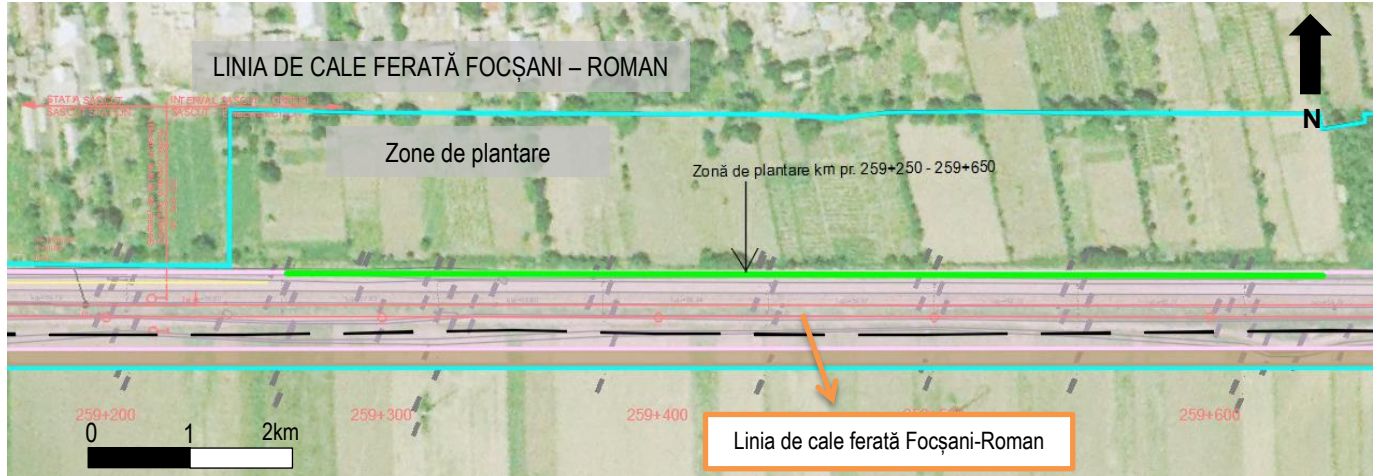 LINIA DE CALE FERATĂ FOCȘANI – ROMAN
N
Zone de plantare
Zonă de plantare km pr. 259+250 - 259+650
259+200
259+300
259+400
259+600
0 1 2km
Linia de cale ferată Focșani-Roman